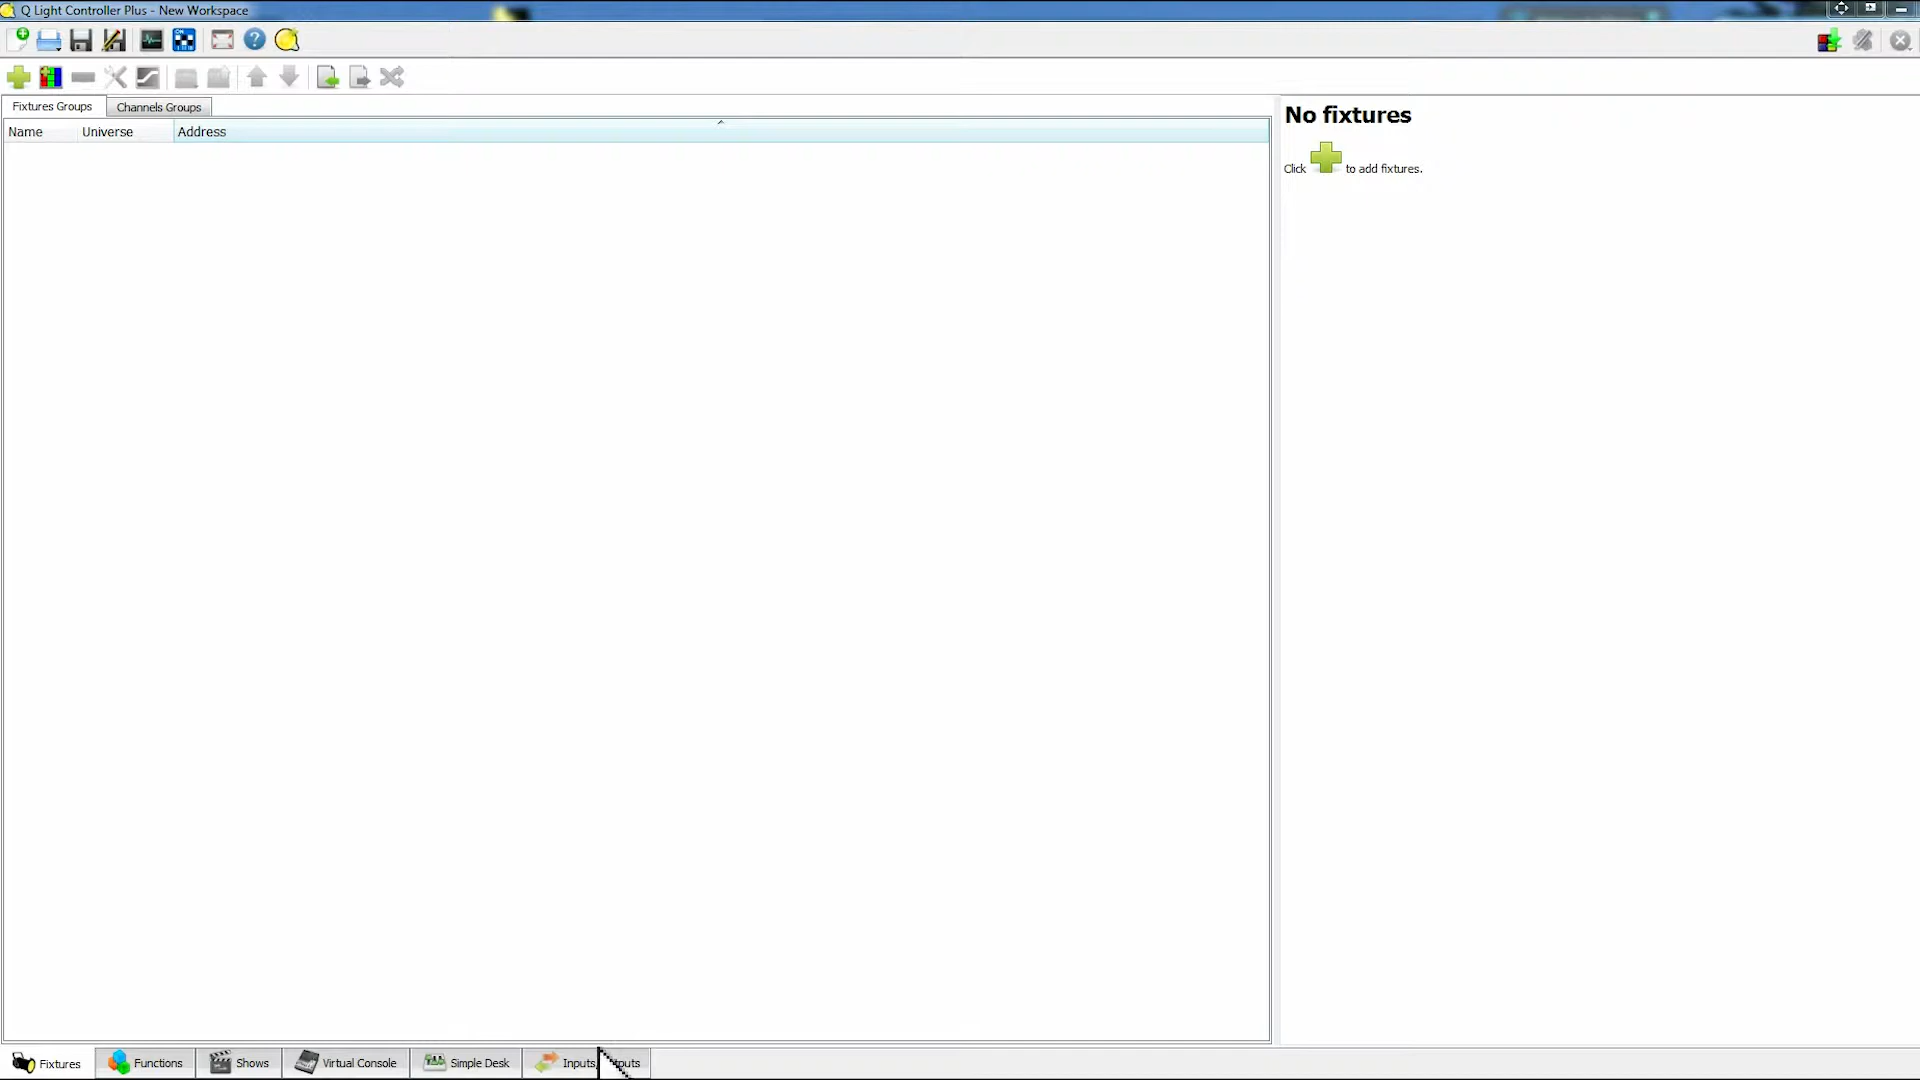 Q Light Controller Plus - New Workspace
Fixtures Groups
Channels Groups
Name
Universe
Address
No fixtures
Click to add fixtures.
Fixtures
Functions
Shows
Virtual Console
Simple Desk
Inputs